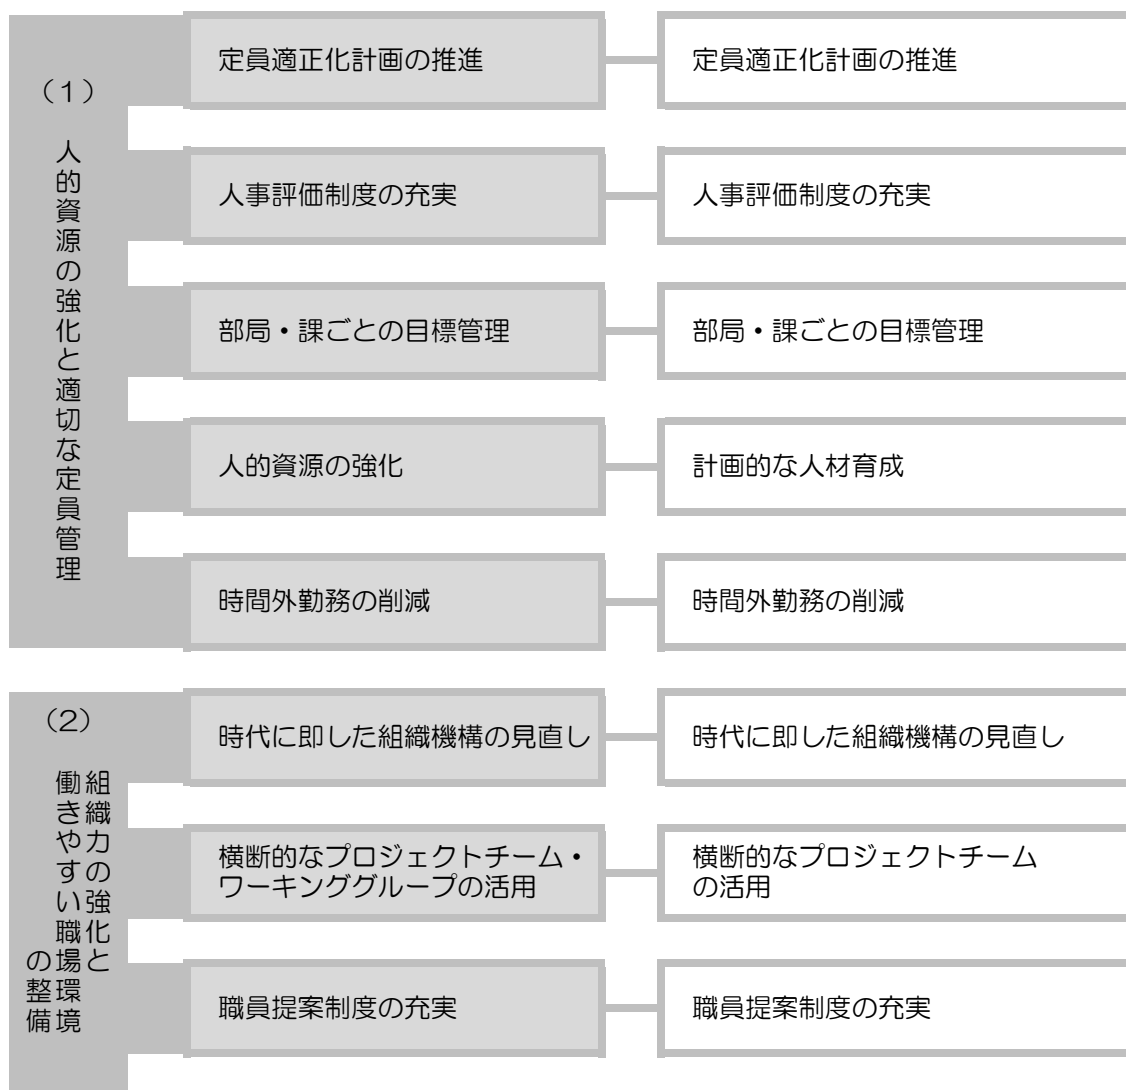 （1）
人的資源の強化と適切な定員管理
定員適正化計画の推進
定員適正化計画の推進
人事評価制度の充実
人事評価制度の充実
部局・課ごとの目標管理
部局・課ごとの目標管理
人的資源の強化
計画的な人材育成
時間外勤務の削減
時間外勤務の削減
（2）
組織力の強化と
働きやすい職場環境
の整備
時代に即した組織機構の見直し
時代に即した組織機構の見直し
横断的なプロジェクトチーム・
ワーキンググループの活用
横断的なプロジェクトチーム
の活用
職員提案制度の充実
職員提案制度の充実